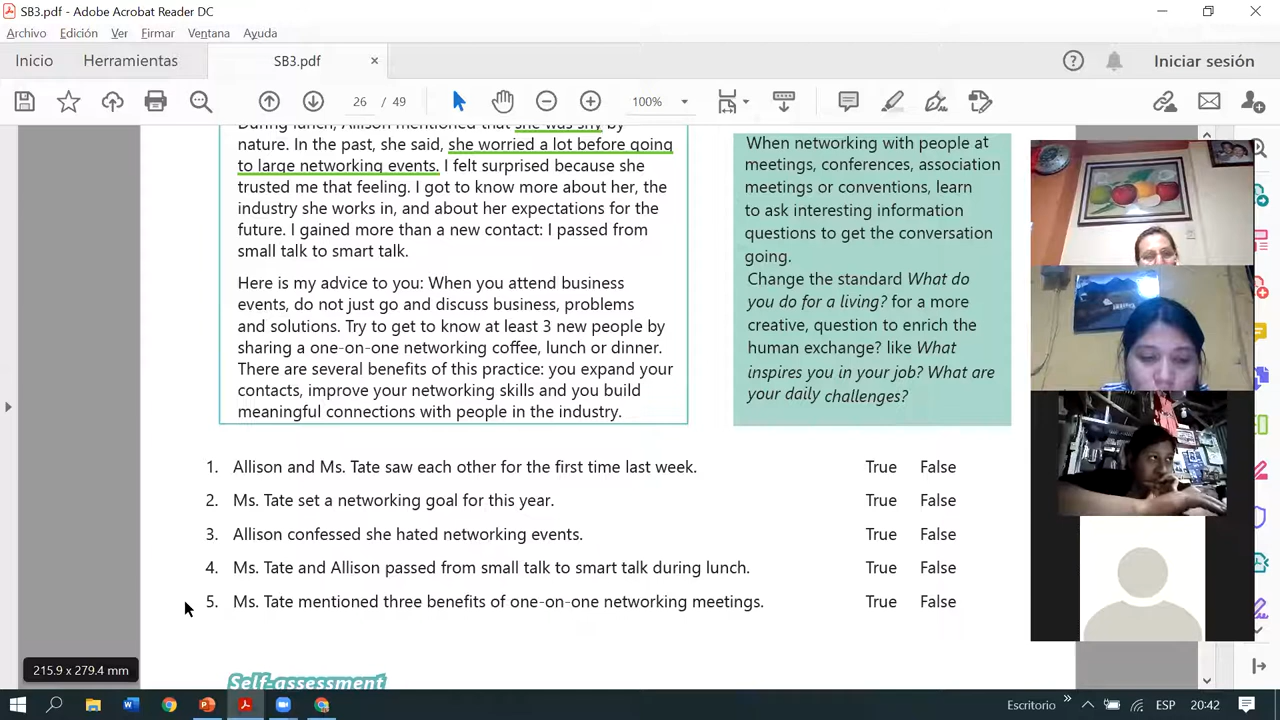 SB3.pdf - Adobe Acrobat Reader DC
Archivo Edición Ver Firmar Ventana Ayuda
Inicio Herramientas SB3.pdf × Iniciar sesión
26 / 49 100%
During lunch, Allison mentioned that she was shy by
nature. In the past, she said, she worried a lot before going
to large networking events. I felt surprised because she
trusted me that feeling. I got to know more about her, the
industry she works in, and about her expectations for the
future. I gained more than a new contact: I passed from
small talk to smart talk.
Here is my advice to you: When you attend business
events, do not just go and discuss business, problems
and solutions. Try to get to know at least 3 new people by
sharing a one-on-one networking coffee, lunch or dinner.
There are several benefits of this practice: you expand your
contacts, improve your networking skills and you build
meaningful connections with people in the industry.
When networking with people at
meetings, conferences, association
meetings or conventions, learn
to ask interesting information
questions to get the conversation
going.
Change the standard What do
you do for a living? for a more
creative, question to enrich the
human exchange? like What
inspires you in your job? What are
your daily challenges?
1. Allison and Ms. Tate saw each other for the first time last week. True False
2. Ms. Tate set a networking goal for this year. True False
3. Allison confessed she hated networking events. True False
4. Ms. Tate and Allison passed from small talk to smart talk during lunch. True False
5. Ms. Tate mentioned three benefits of one-on-one networking meetings. True False
215.9 x 279.4 mm
Self-assessment
Escritorio » ESP 20:42